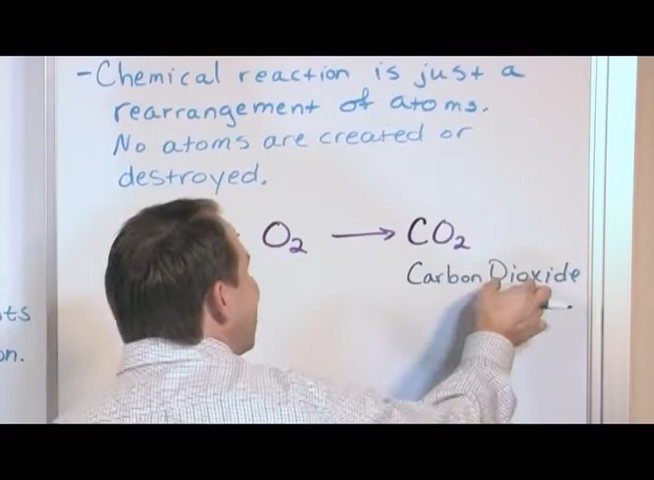 - Chemical reaction is just a
rearrangement of atoms.
No atoms are created or
destroyed.
O₂ → CO₂
Carbon Dioxide